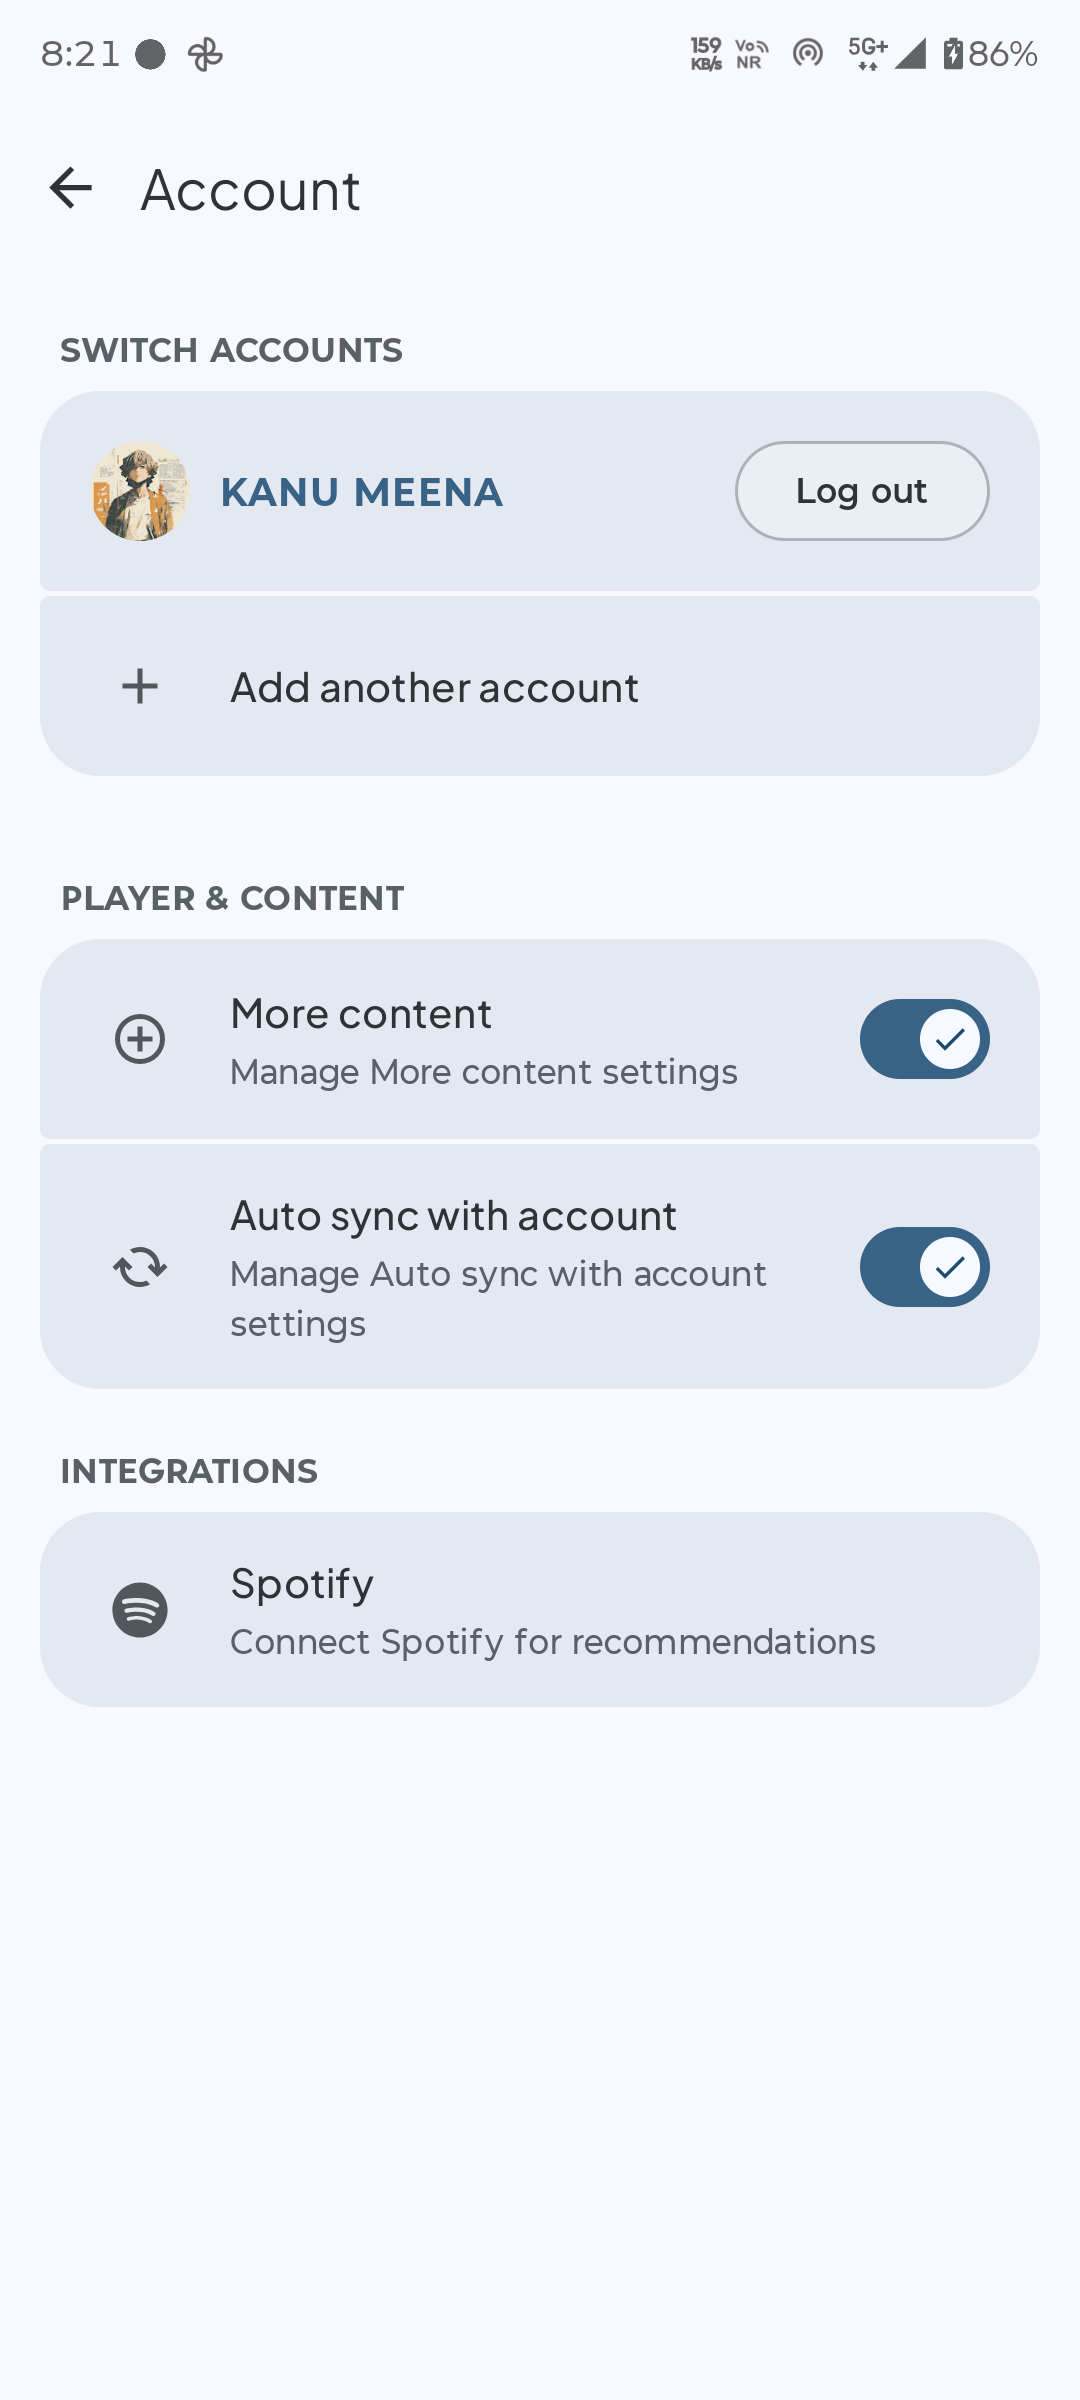 8:21
159 KB/s
Vo NR
5G+
86%
Account
SWITCH ACCOUNTS
KANU MEENA
Log out
Add another account
PLAYER & CONTENT
More content
Manage More content settings
Auto sync with account
Manage Auto sync with account
settings
INTEGRATIONS
Spotify
Connect Spotify for recommendations